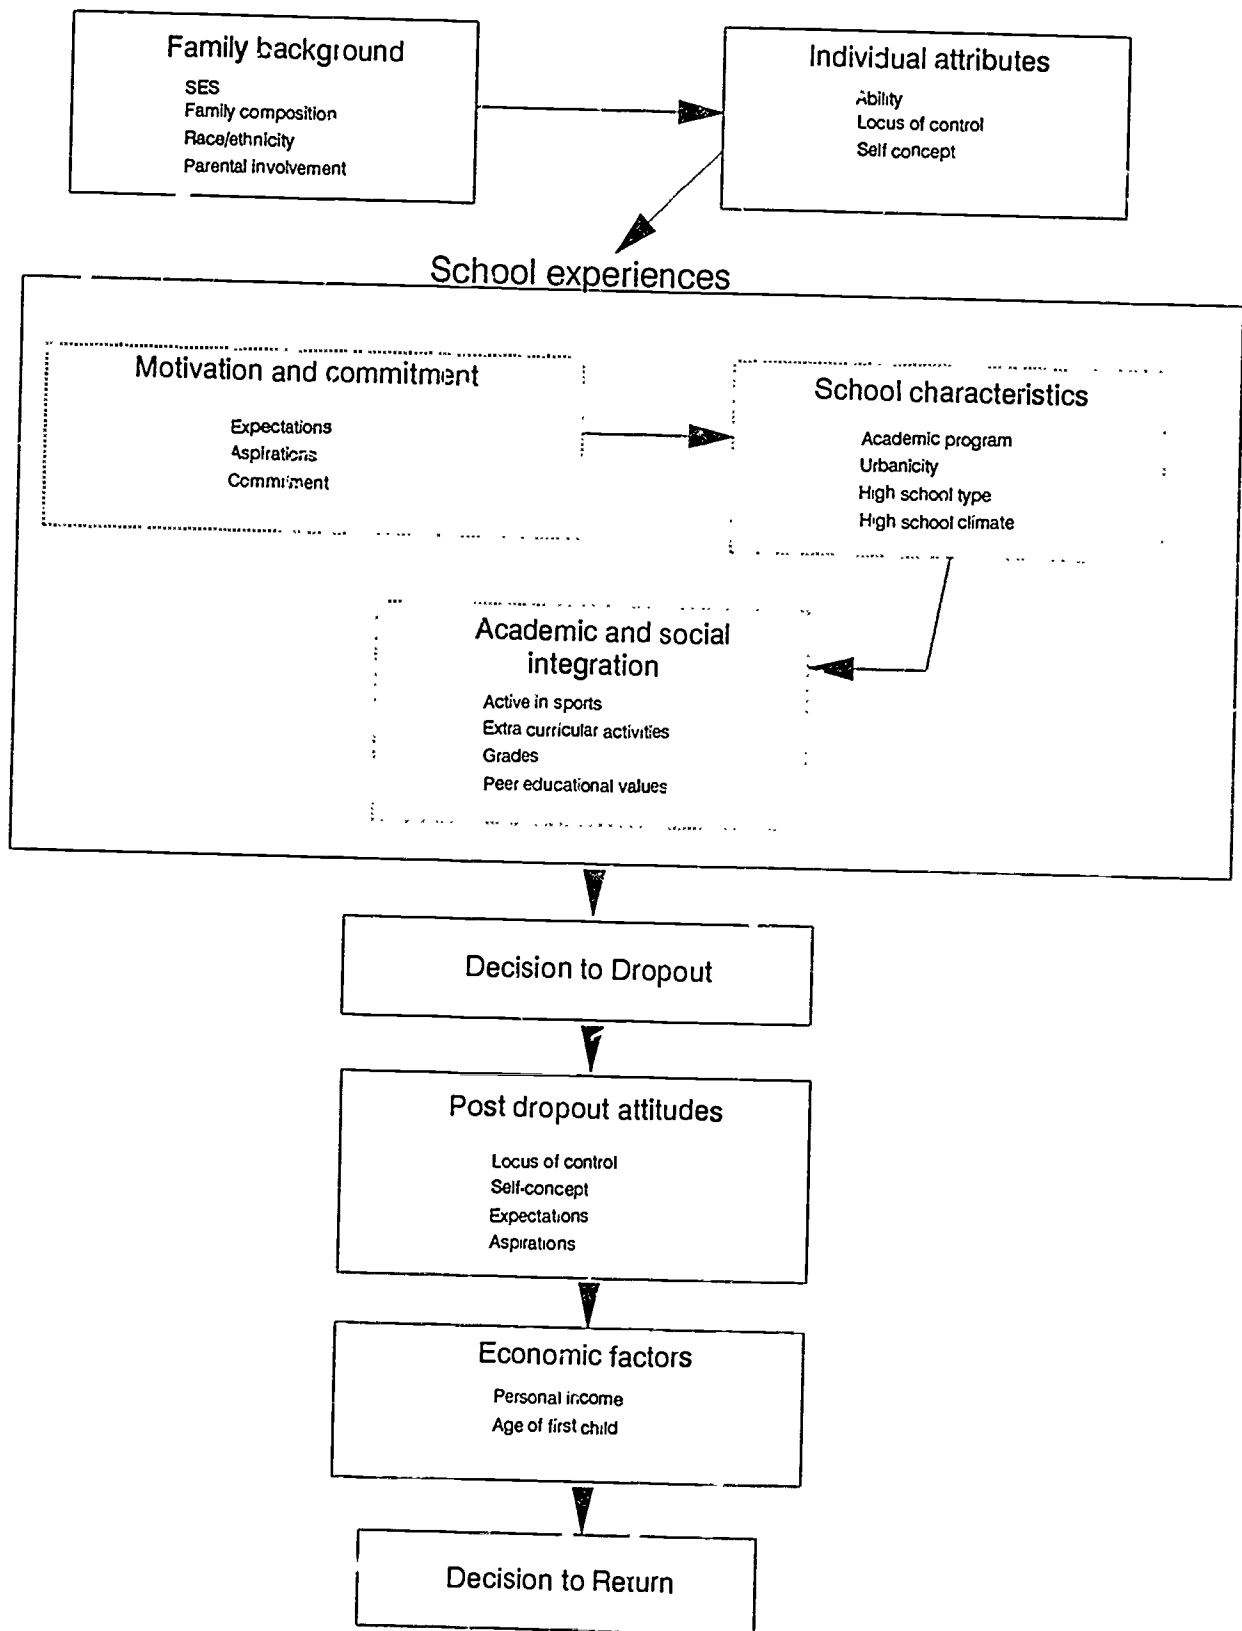 Family background
SES
Family composition
Race/ethnicity
Parental involvement
Individual attributes
Ability
Locus of control
Self concept
School experiences
Motivation and commitment
Expectations
Aspirations
Commitment
School characteristics
Academic program
Urbanicity
High school type
High school climate
Academic and social
integration
Active in sports
Extra curricular activities
Grades
Peer educational values
Decision to Dropout
Post dropout attitudes
Locus of control
Self-concept
Expectations
Aspirations
Economic factors
Personal income
Age of first child
Decision to Return